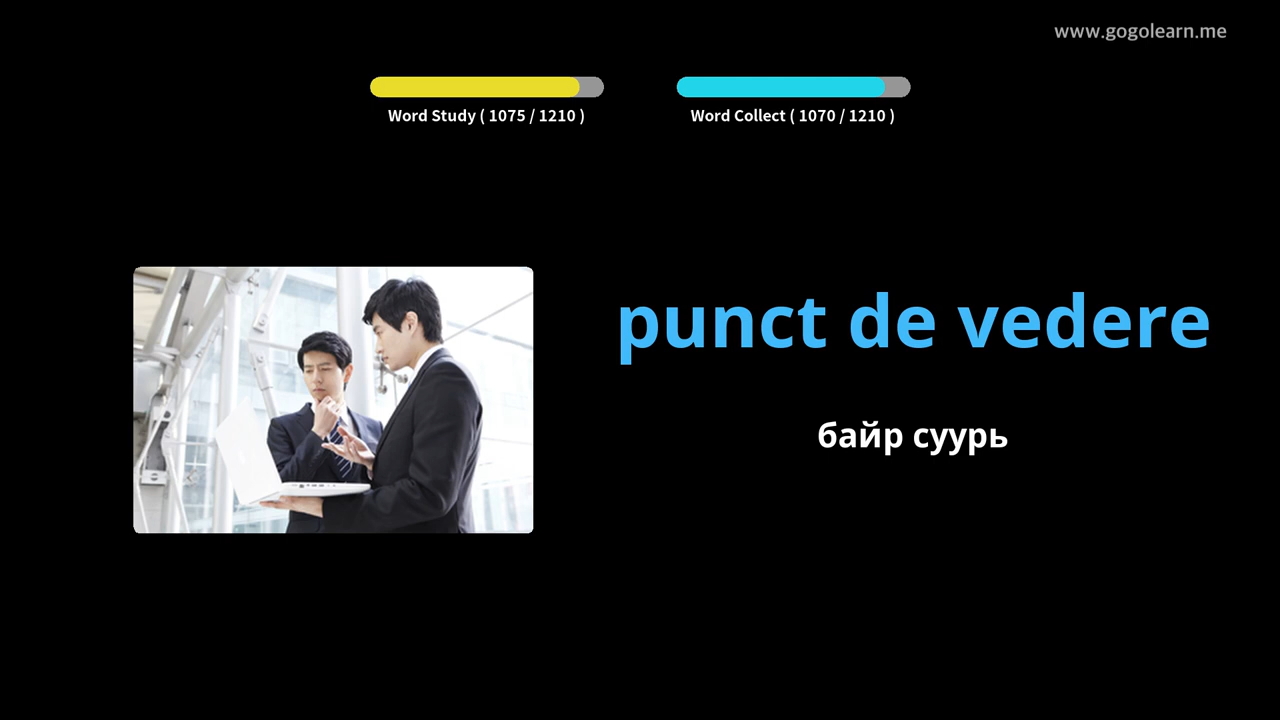 www.gogolearn.me
Word Study ( 1075 / 1210 )
Word Collect ( 1070 / 1210 )
punct de vedere
байр суурь